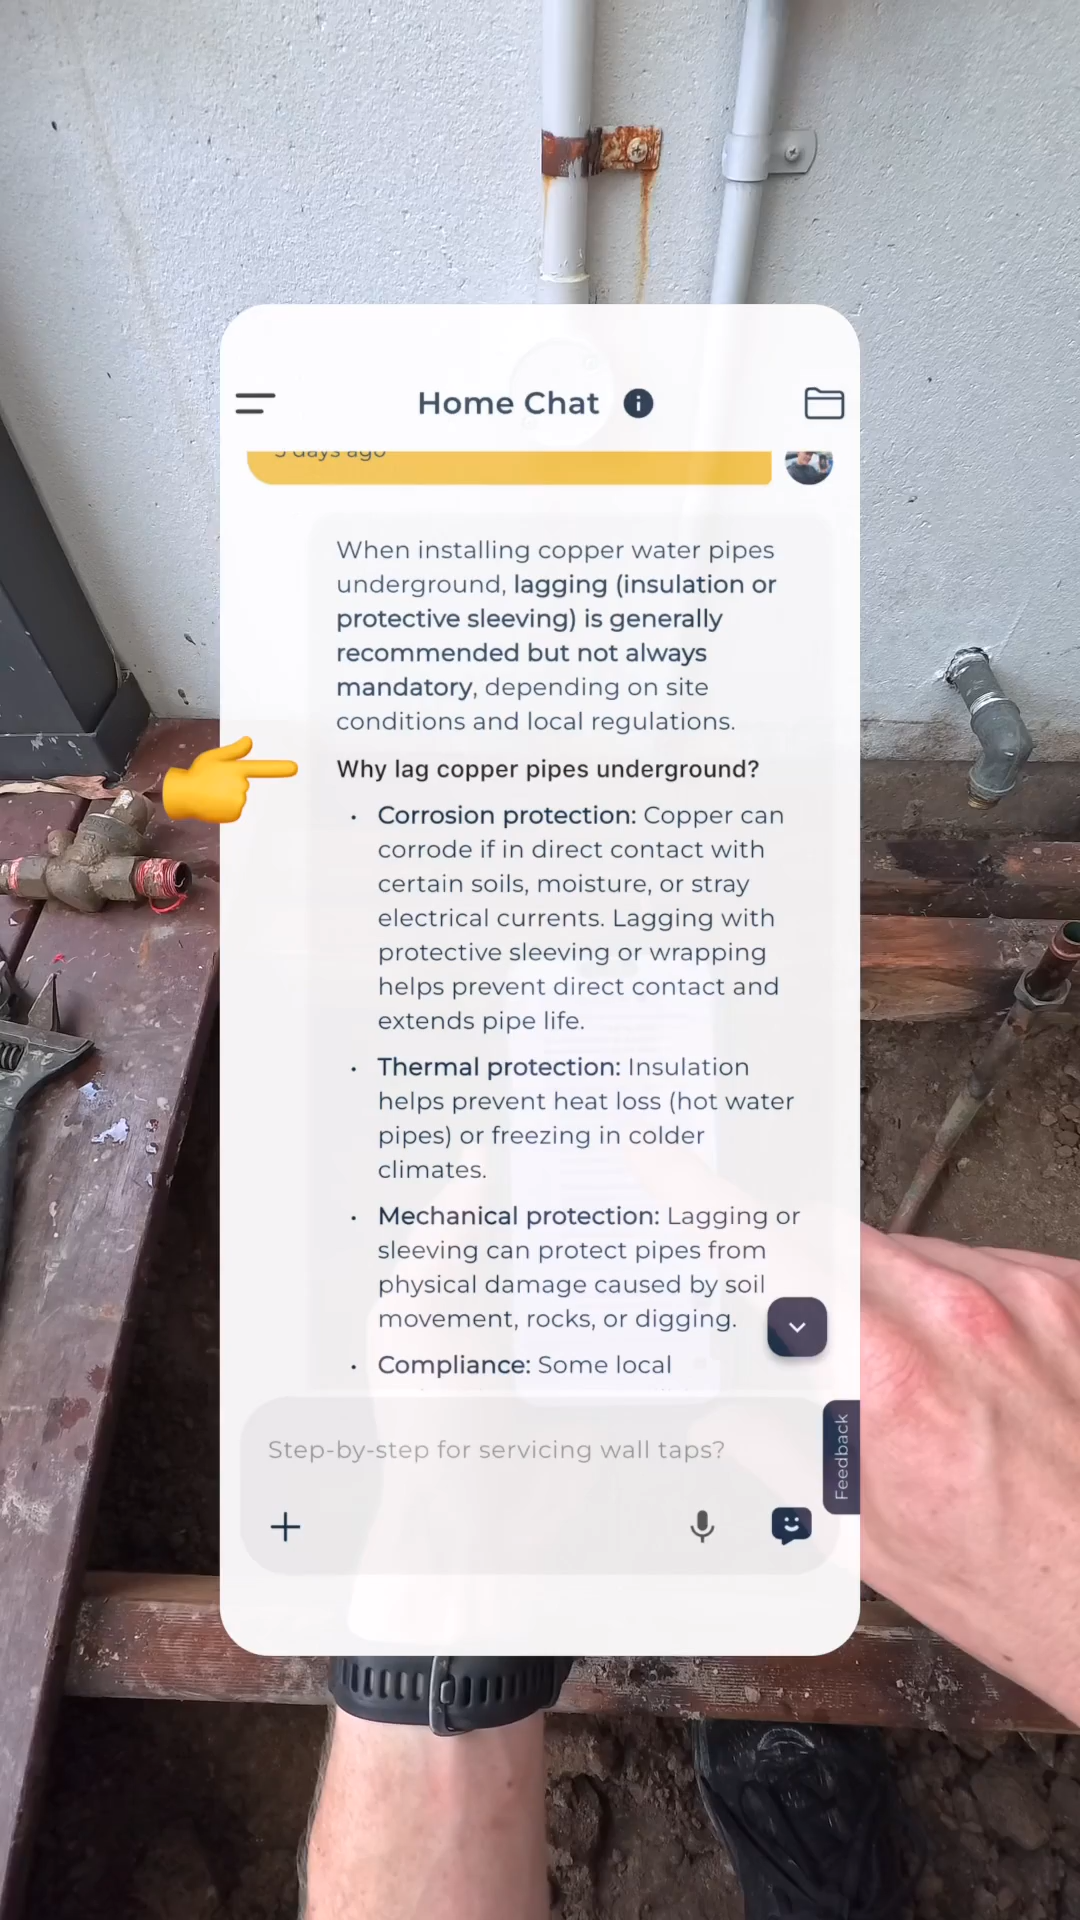 Home Chat
5 days ago
When installing copper water pipes
underground, lagging (insulation or
protective sleeving) is generally
recommended but not always
mandatory, depending on site
conditions and local regulations.
Why lag copper pipes underground?
• Corrosion protection: Copper can
corrode if in direct contact with
certain soils, moisture, or stray
electrical currents. Lagging with
protective sleeving or wrapping
helps prevent direct contact and
extends pipe life.
• Thermal protection: Insulation
helps prevent heat loss (hot water
pipes) or freezing in colder
climates.
• Mechanical protection: Lagging or
sleeving can protect pipes from
physical damage caused by soil
movement, rocks, or digging.
• Compliance: Some local
Step-by-step for servicing wall taps?
Feedback